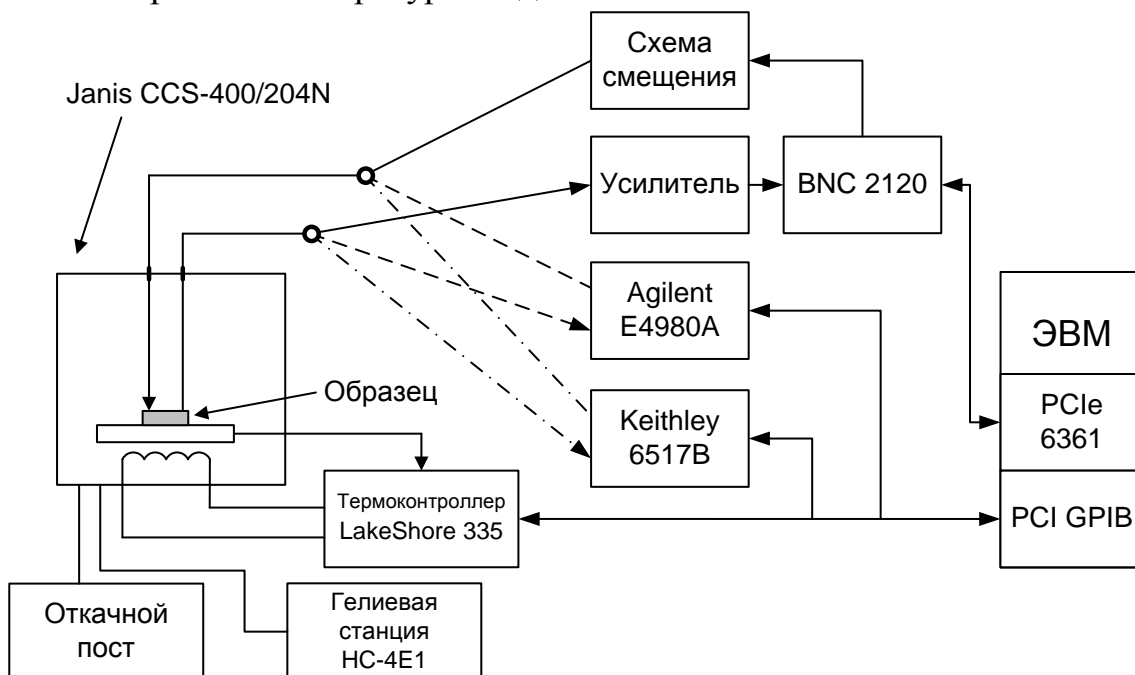 Схема
смещения
Janis CCS-400/204N
Усилитель
BNC 2120
Agilent
E4980A
ЭВМ
Образец
Keithley
6517B
PCIe
6361
Термоконтроллер
LakeShore 335
PCI GPIB
Откачной
пост
Гелиевая
станция
HC-4E1